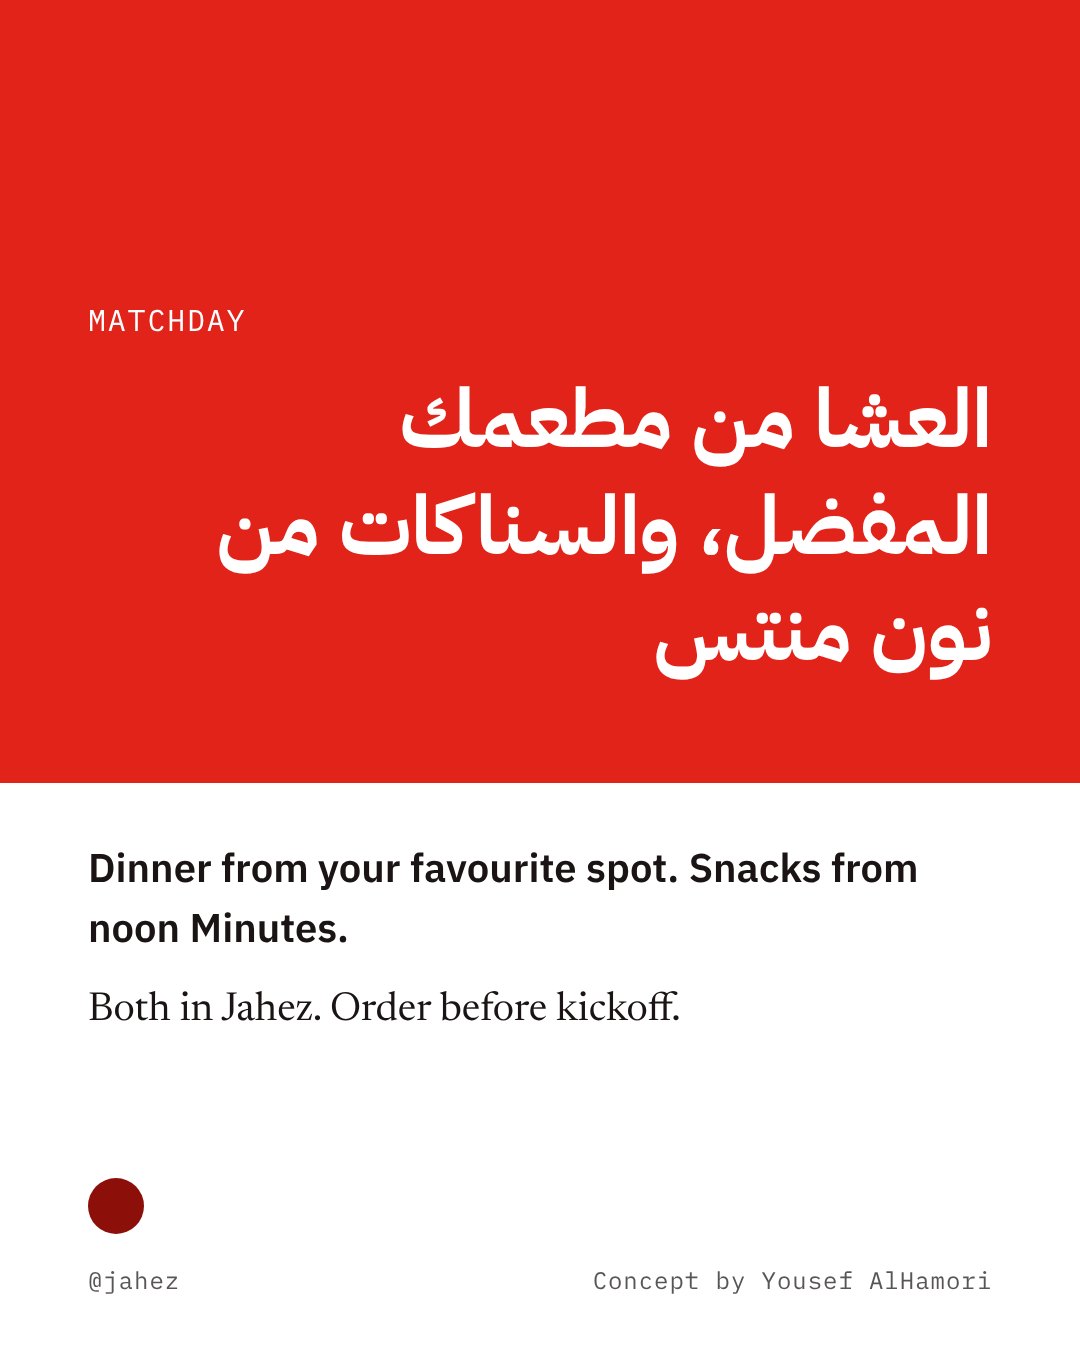 MATCHDAY
العشا من مطعمك
المفضل، والسناكات من
نون منتس
Dinner from your favourite spot. Snacks from
noon Minutes.
Both in Jahez. Order before kickoff.
@jahez
Concept by Yousef AlHamori